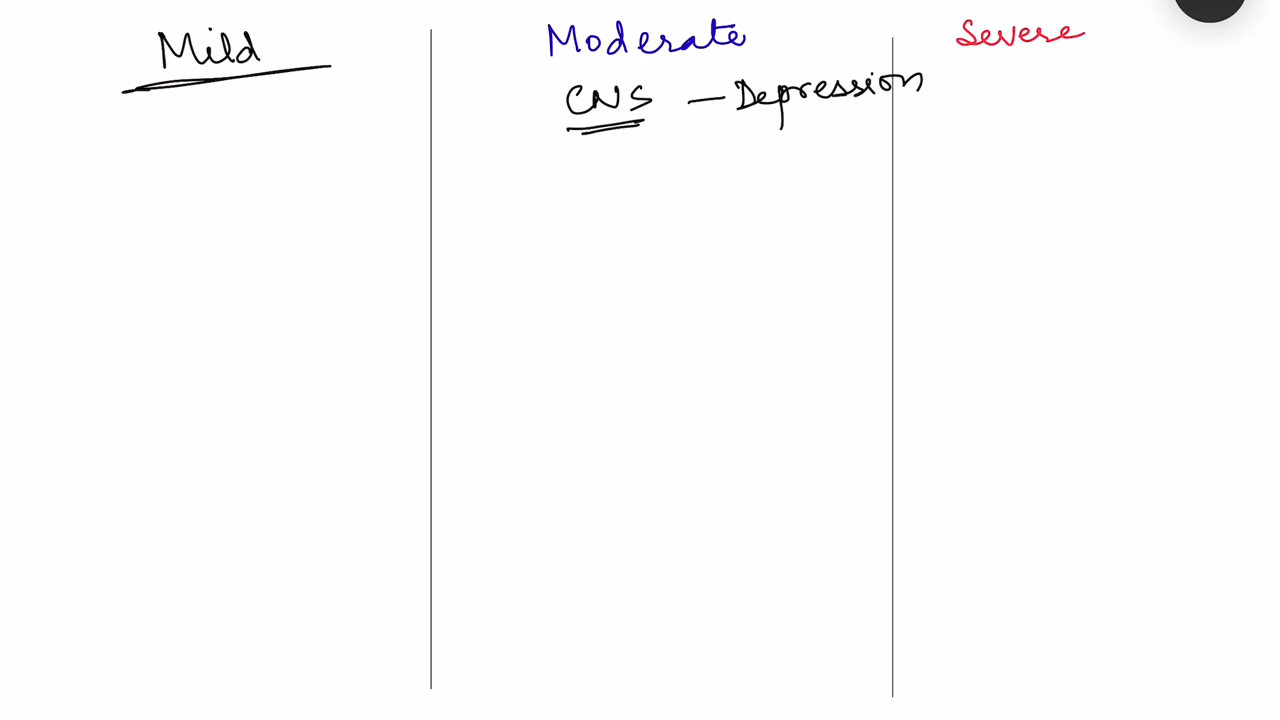 Mild
Moderate
Severe
CNS — Depression